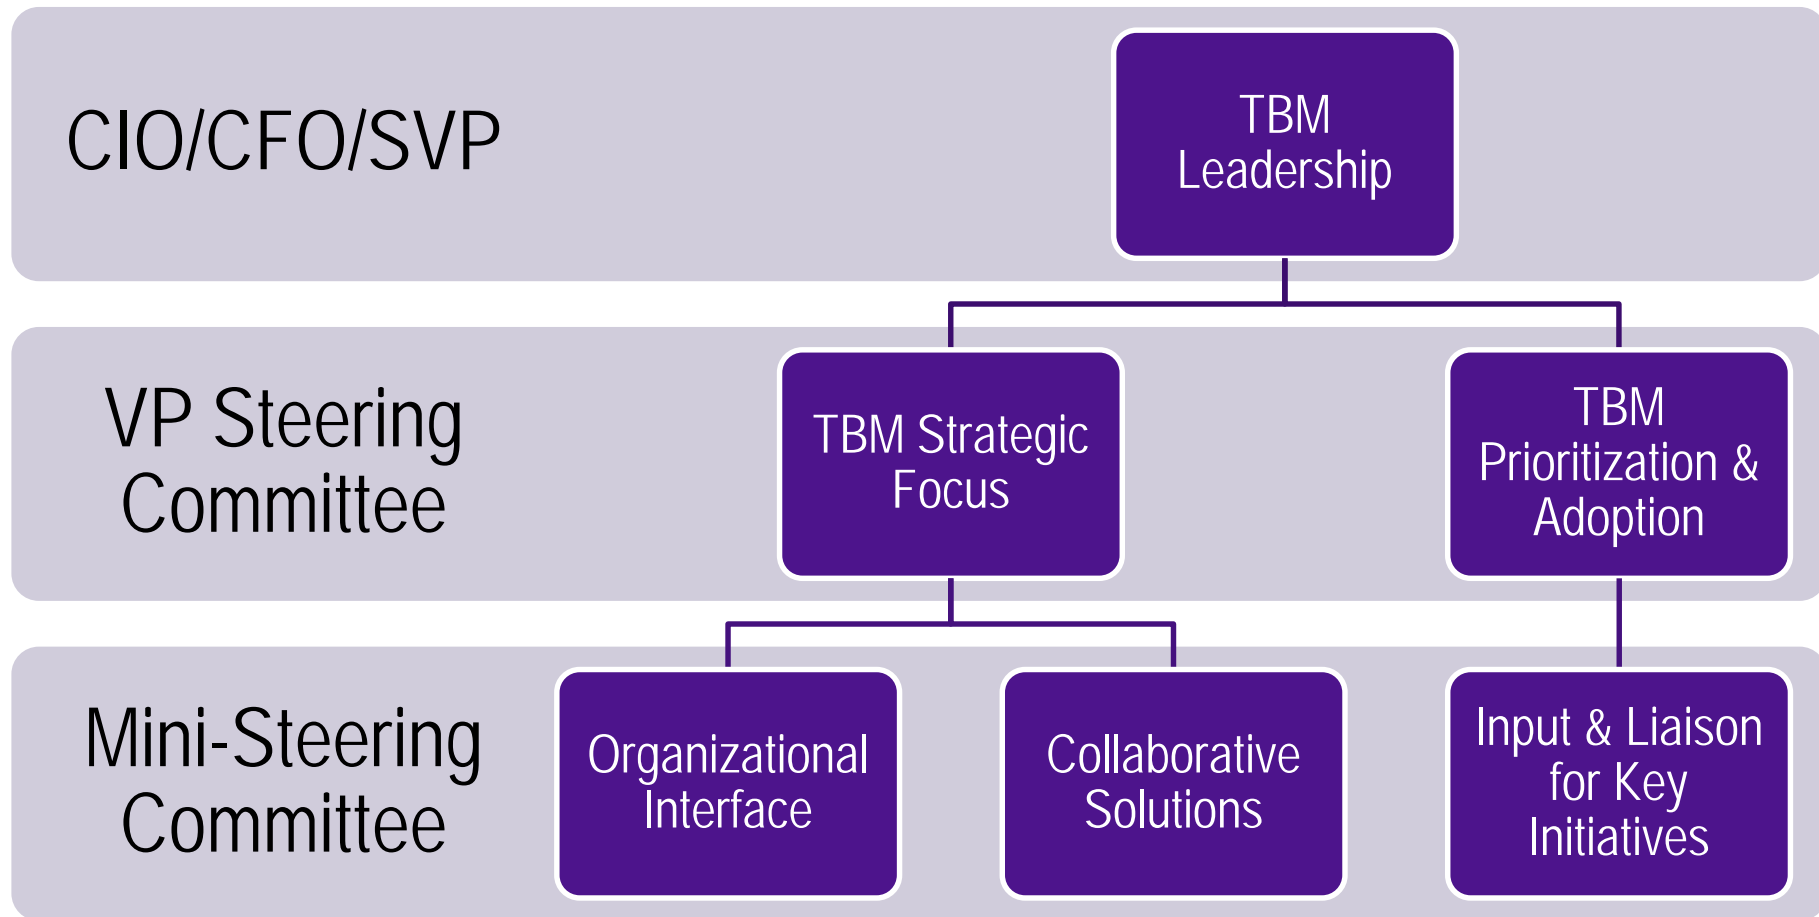 CIO/CFO/SVP
TBM
Leadership
VP Steering
Committee
TBM Strategic
Focus
TBM
Prioritization &
Adoption
Mini-Steering
Committee
Organizational
Interface
Collaborative
Solutions
Input & Liaison
for Key
Initiatives